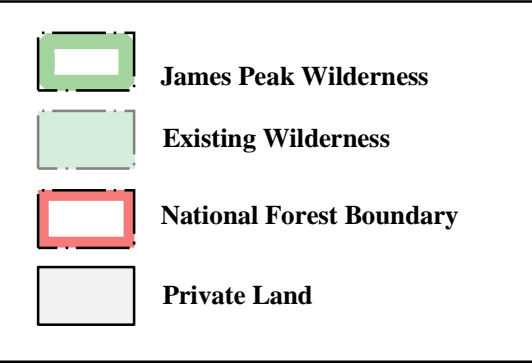 James Peak Wilderness
Existing Wilderness
National Forest Boundary
Private Land